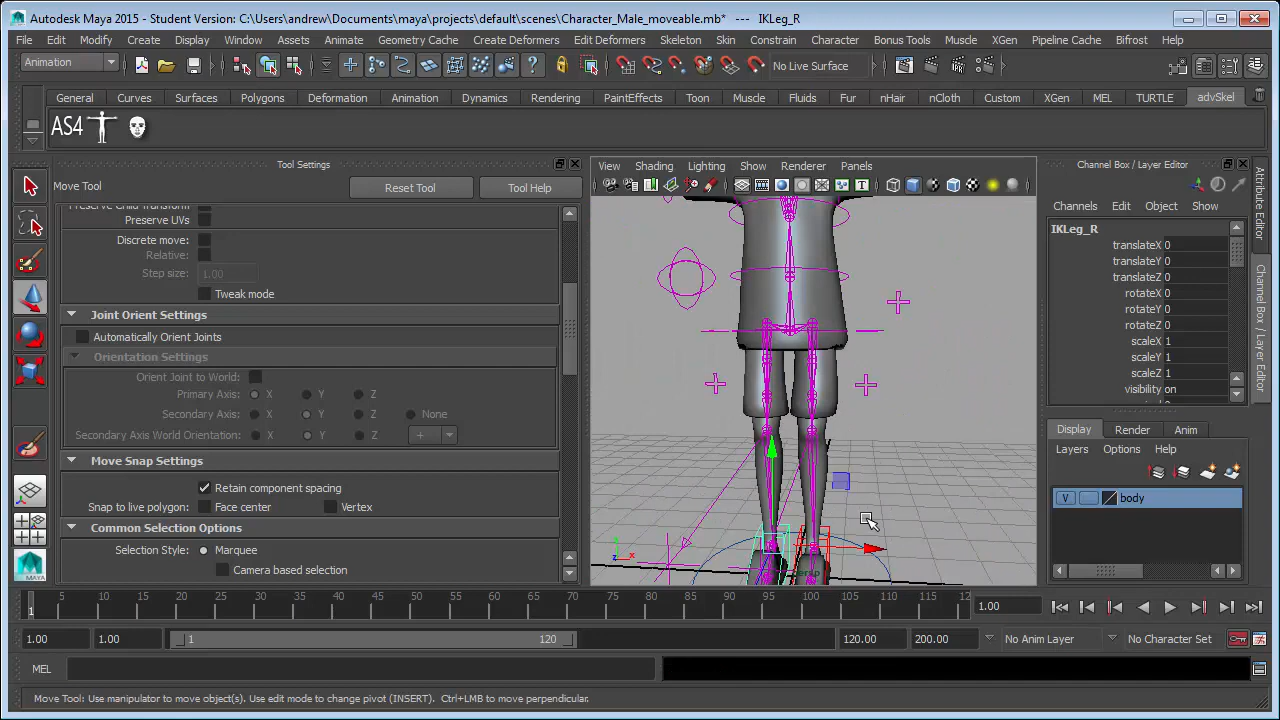 Autodesk Maya 2015 - Student Version: C:\Users\andrew\Documents\maya\projects\default\scenes\Character_Male_moveable.mb* --- IKLeg_R
File Edit Modify Create Display Window Assets Animate Geometry Cache Create Deformers Edit Deformers Skeleton Skin Constrain Character Bonus Tools Muscle XGen Pipeline Cache Bifrost Help
Animation No Live Surface
General Curves Surfaces Polygons Deformation Animation Dynamics Rendering PaintEffects Toon Muscle Fluids Fur nHair nCloth Custom XGen MEL TURTLE advSkel
AS4
Tool Settings
Move Tool Reset Tool Tool Help
Preserve Child Transform
Preserve UVs
Discrete move:
Relative:
Step size: 1.00
Tweak mode
Joint Orient Settings
Automatically Orient Joints
Orientation Settings
Orient Joint to World:
Primary Axis: X Y Z
Secondary Axis: X Y Z None
Secondary Axis World Orientation: X Y Z +
Move Snap Settings
Retain component spacing
Snap to live polygon: Face center Vertex
Common Selection Options
Selection Style: Marquee
Camera based selection
View Shading Lighting Show Renderer Panels
persp
y
z x
Channel Box / Layer Editor
Channels Edit Object Show
IKLeg_R
translateX 0
translateY 0
translateZ 0
rotateX 0
rotateY 0
rotateZ 0
scaleX 1
scaleY 1
scaleZ 1
visibility on
Display Render Anim
Layers Options Help
V body
Attribute Editor
Channel Box / Layer Editor
MAYA
1 5 10 15 20 25 30 35 40 45 50 55 60 65 70 75 80 85 90 95 100 105 110 115 12
1.00
1.00 1.00 1 120 120.00 200.00 No Anim Layer No Character Set
MEL
Move Tool: Use manipulator to move object(s). Use edit mode to change pivot (INSERT). Ctrl+LMB to move perpendicular.